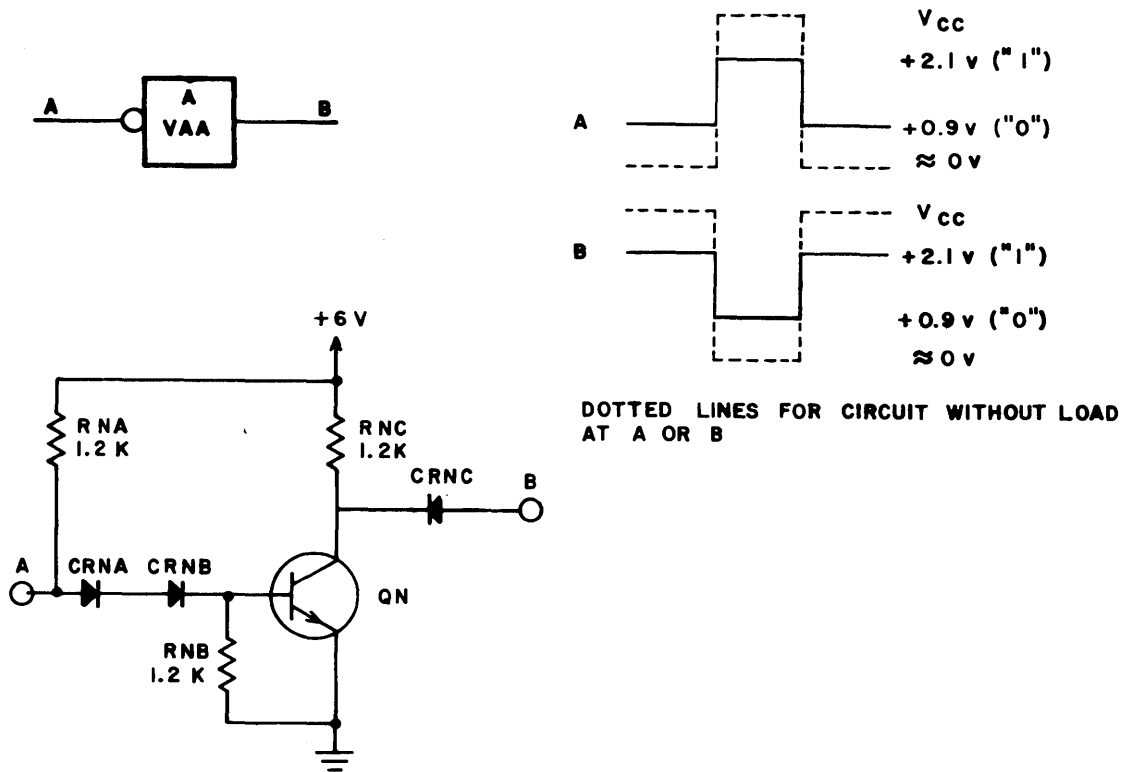 A
A
VAA
B
VCC
+2.1 v ("1")
A
+0.9 v ("0")
≈ 0 v
VCC
B
+2.1 v ("1")
+0.9 v ("0")
≈ 0 v
DOTTED LINES FOR CIRCUIT WITHOUT LOAD
AT A OR B
+6 V
RNA
1.2 K
RNC
1.2K
CRNC
B
A
CRNA
CRNB
QN
RNB
1.2 K